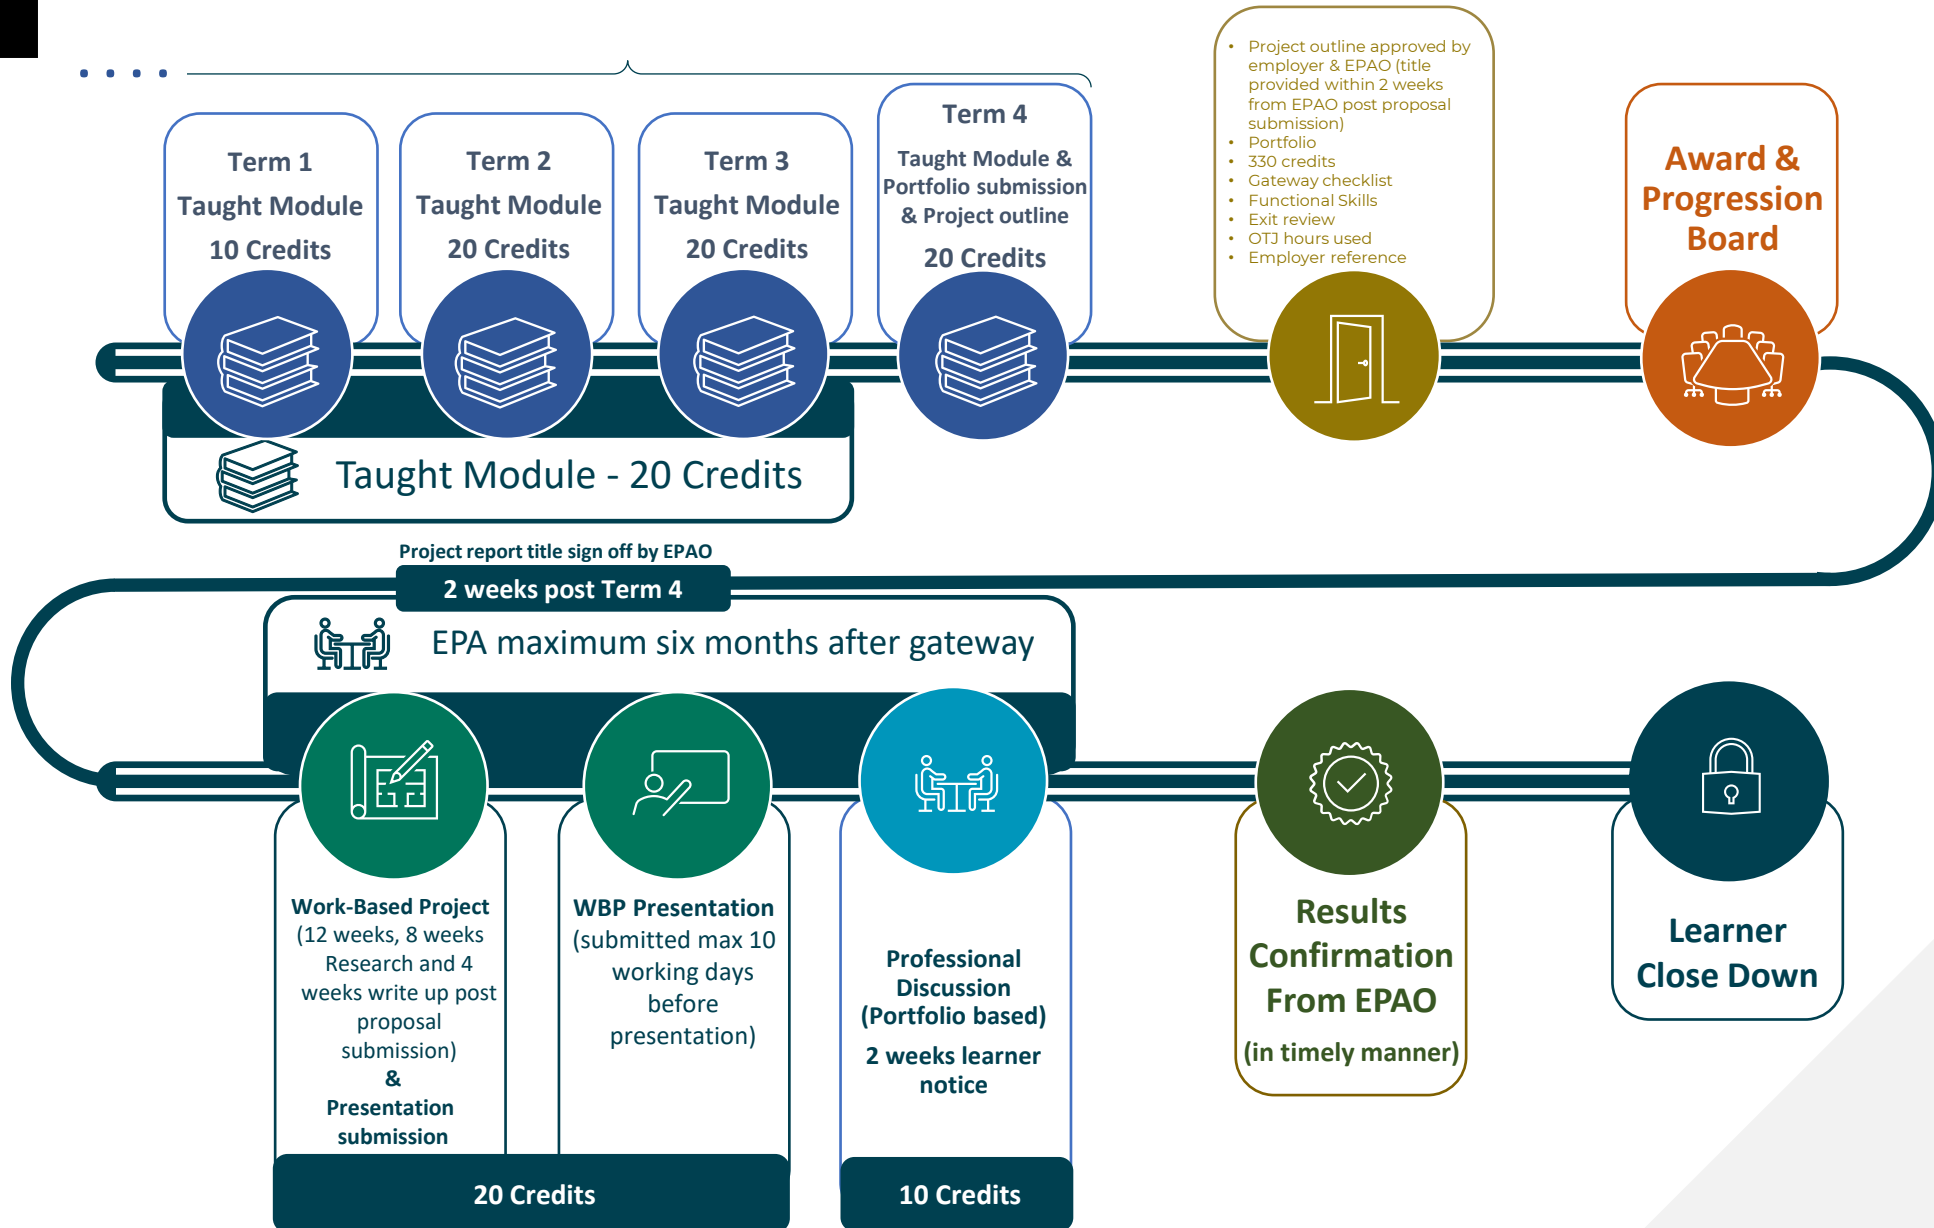 Term 1
Taught Module
10 Credits
Term 2
Taught Module
20 Credits
Term 3
Taught Module
20 Credits
Term 4
Taught Module &
Portfolio submission
& Project outline
20 Credits
• Project outline approved by
employer & EPAO (title
provided within 2 weeks
from EPAO post proposal
submission)
• Portfolio
• 330 credits
• Gateway checklist
• Functional Skills
• Exit review
• OTJ hours used
• Employer reference
Award &
Progression
Board
Taught Module - 20 Credits
Project report title sign off by EPAO
2 weeks post Term 4
EPA maximum six months after gateway
Work-Based Project
(12 weeks, 8 weeks
Research and 4
weeks write up post
proposal
submission)
&
Presentation
submission
WBP Presentation
(submitted max 10
working days
before
presentation)
20 Credits
Professional
Discussion
(Portfolio based)
2 weeks learner
notice
10 Credits
Results
Confirmation
From EPAO
(in timely manner)
Learner
Close Down